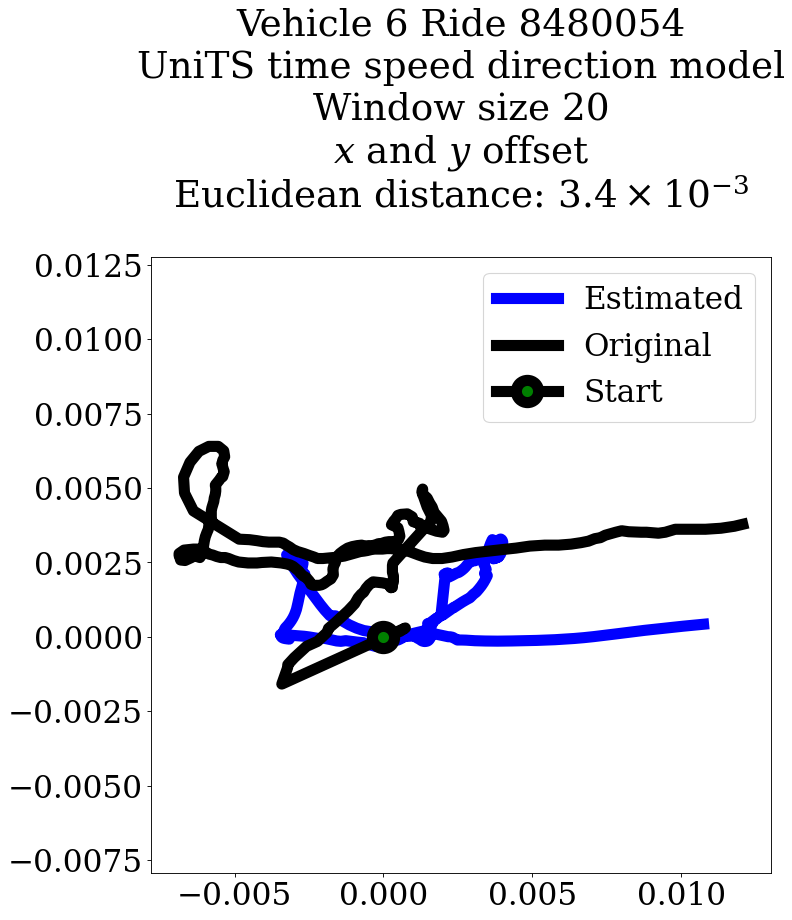 Vehicle 6 Ride 8480054
UniTS time speed direction model
Window size 20
x and y offset
Euclidean distance: 3.4 × 10⁻³
Estimated
Original
Start
0.0125
0.0100
0.0075
0.0050
0.0025
0.0000
−0.0025
−0.0050
−0.0075
−0.005 0.000 0.005 0.010